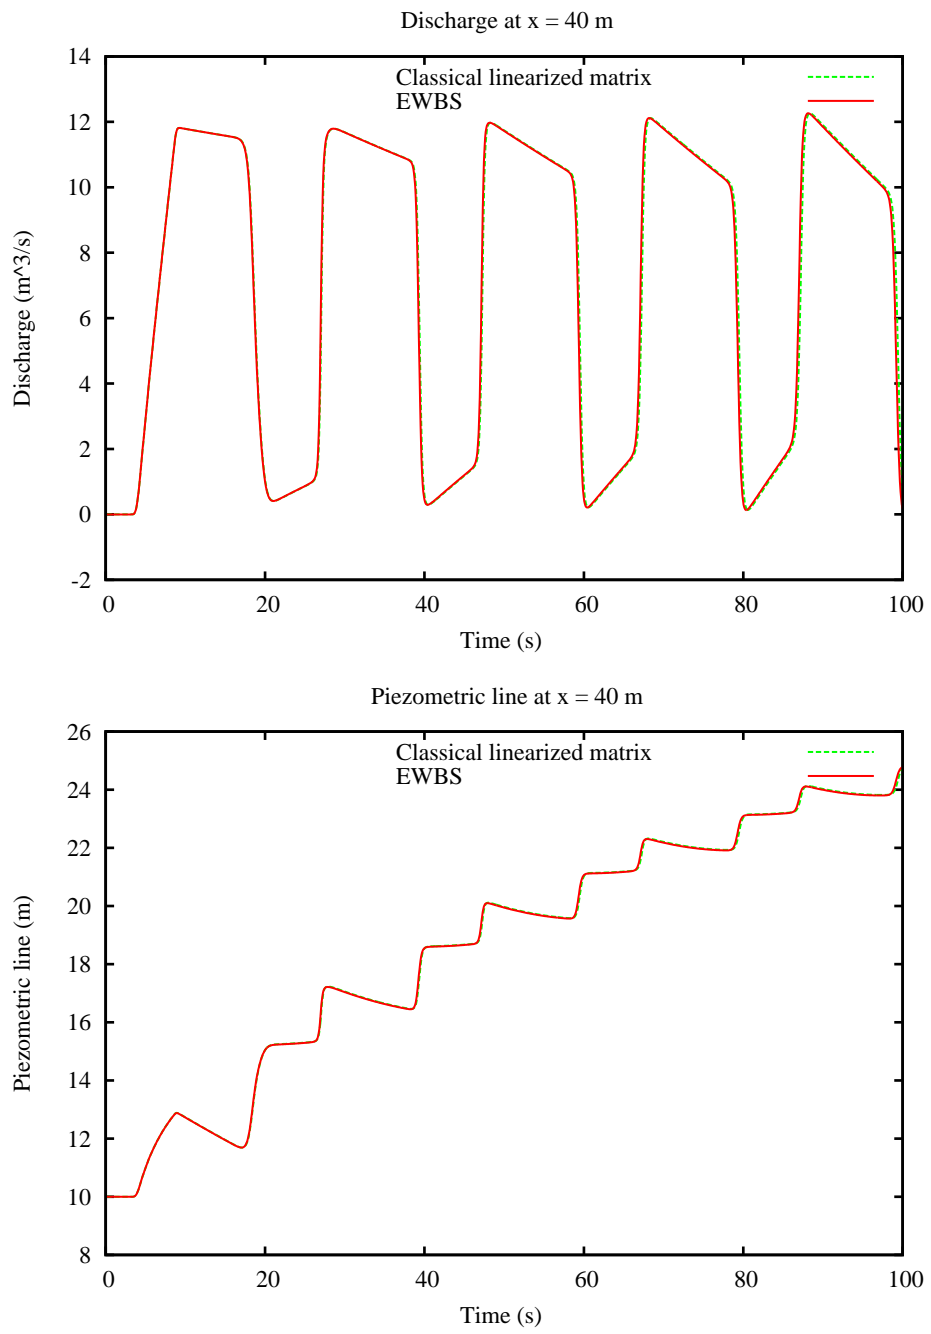 Discharge at x = 40 m
14
12
10
8
6
4
2
0
-2
Discharge (m^3/s)
Classical linearized matrix
EWBS
0 20 40 60 80 100
Time (s)
Piezometric line at x = 40 m
26
24
22
20
18
16
14
12
10
8
Piezometric line (m)
Classical linearized matrix
EWBS
0 20 40 60 80 100
Time (s)